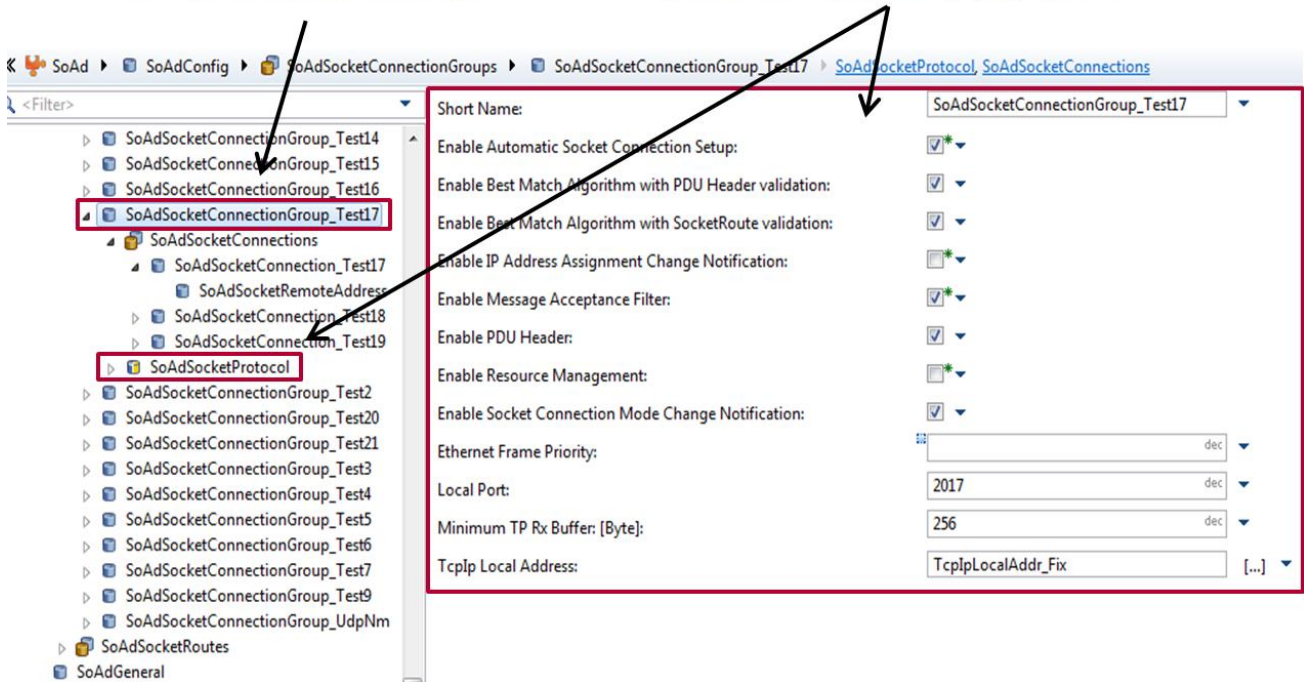 SoAd SoAdConfig SoAdSocketConnectionGroups SoAdSocketConnectionGroup_Test17 SoAdSocketProtocol, SoAdSocketConnections
<Filter>
SoAdSocketConnectionGroup_Test14
SoAdSocketConnectionGroup_Test15
SoAdSocketConnectionGroup_Test16
SoAdSocketConnectionGroup_Test17
SoAdSocketConnections
SoAdSocketConnection_Test17
SoAdSocketRemoteAddress
SoAdSocketConnection_Test18
SoAdSocketConnection_Test19
SoAdSocketProtocol
SoAdSocketConnectionGroup_Test2
SoAdSocketConnectionGroup_Test20
SoAdSocketConnectionGroup_Test21
SoAdSocketConnectionGroup_Test3
SoAdSocketConnectionGroup_Test4
SoAdSocketConnectionGroup_Test5
SoAdSocketConnectionGroup_Test6
SoAdSocketConnectionGroup_Test7
SoAdSocketConnectionGroup_Test9
SoAdSocketConnectionGroup_UdpNm
SoAdSocketRoutes
SoAdGeneral
Short Name: SoAdSocketConnectionGroup_Test17
Enable Automatic Socket Connection Setup:
Enable Best Match Algorithm with PDU Header validation:
Enable Best Match Algorithm with SocketRoute validation:
Enable IP Address Assignment Change Notification:
Enable Message Acceptance Filter:
Enable PDU Header:
Enable Resource Management:
Enable Socket Connection Mode Change Notification:
Ethernet Frame Priority: dec
Local Port: 2017 dec
Minimum TP Rx Buffer: [Byte]: 256 dec
TcpIp Local Address: TcpIpLocalAddr_Fix [...]